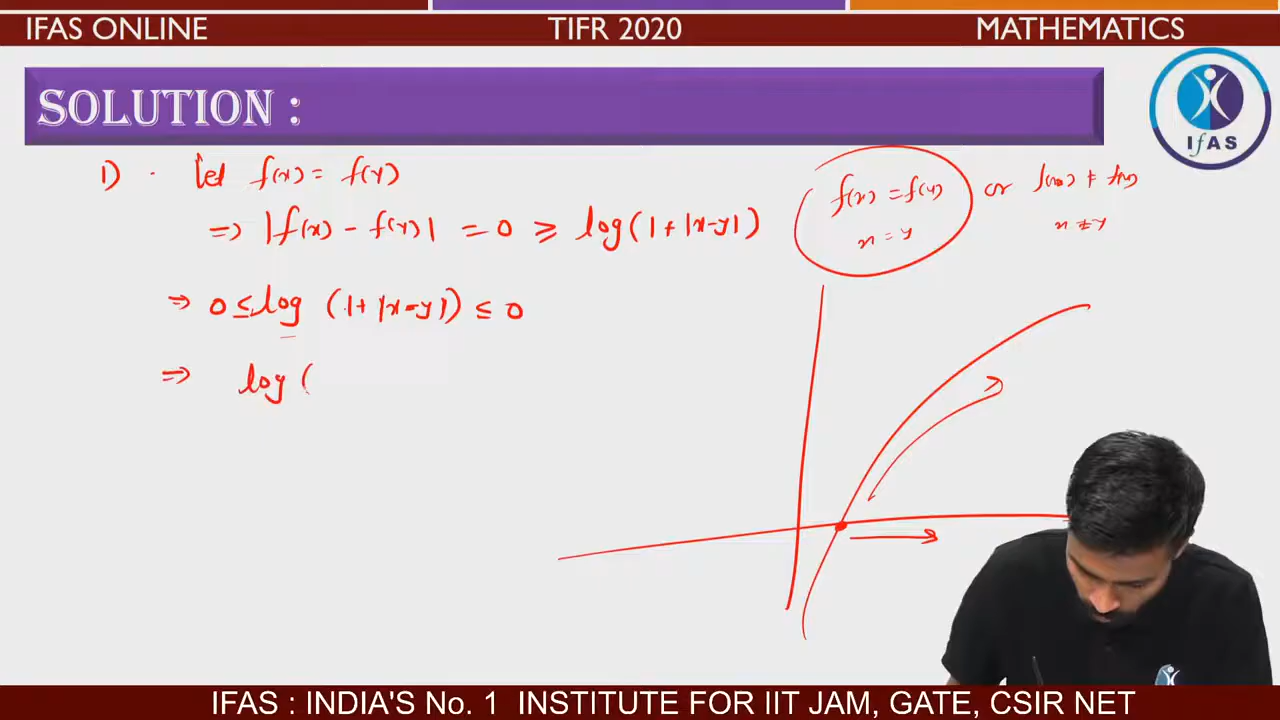 IFAS ONLINE TIFR 2020 MATHEMATICS
SOLUTION :
IfAS
1) · Let f(x) = f(y)
⇒ |f(x) - f(y)| = 0 ≥ log(1+|x-y|)
f(x) = f(y) or f(x) ≠ f(y)
x = y x ≠ y
⇒ 0 ≤ log (1+|x-y|) ≤ 0
⇒ log (
IFAS : INDIA'S No. 1 INSTITUTE FOR IIT JAM, GATE, CSIR NET